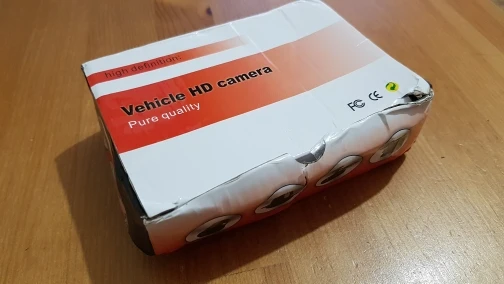 high definition:
Vehicle HD camera
Pure quality
FC CE